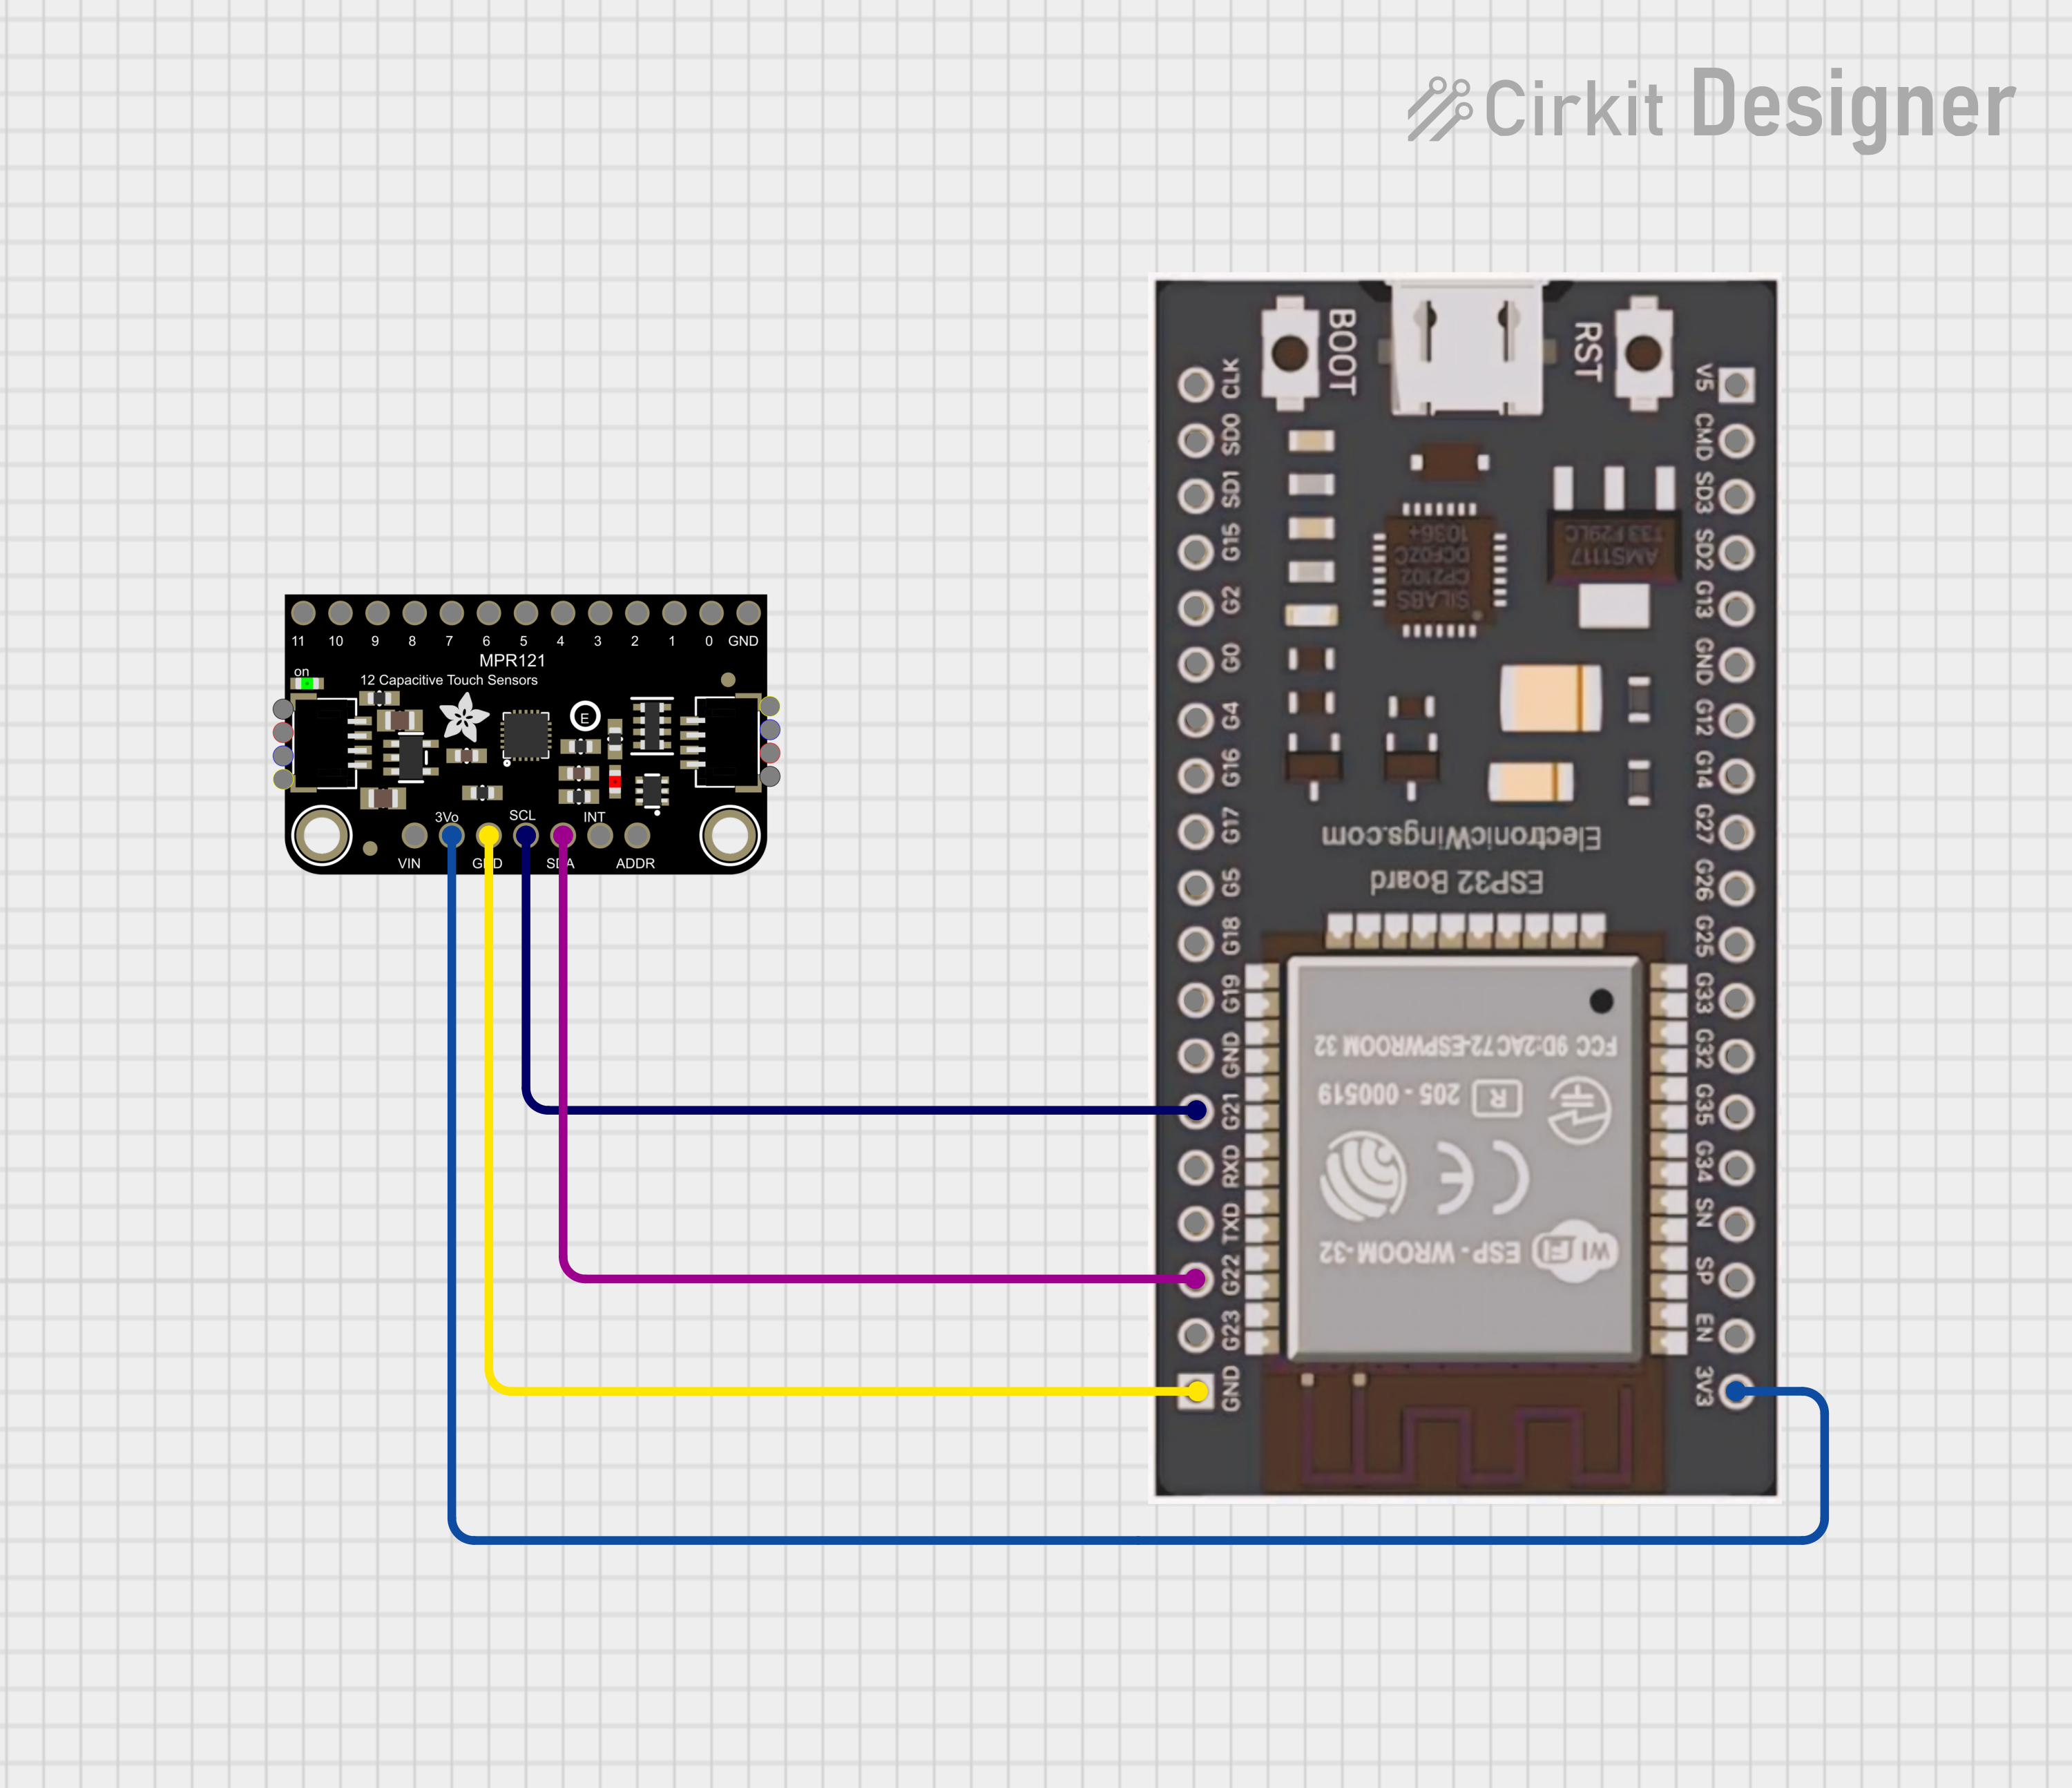 Cirkit Designer
11 10 9 8 7 6 5 4 3 2 1 0 GND
MPR121
on
12 Capacitive Touch Sensors
E
3Vo SCL INT
VIN GND SDA ADDR
BOOT
RST
CLK
SD0
SD1
G15
G2
G0
G4
G16
G17
G5
G18
G19
GND
G21
RXD
TXD
G22
G23
GND
V5
CMD
SD3
SD2
G13
GND
G12
G14
G27
G26
G25
G33
G32
G35
G34
SN
SP
EN
3V3
SILABS
CP2102
DCF0ZC
1036+
AMS1117
ElectronicWings.com
ESP32 Board
FCC 9D:2AC72-ESPWROOM 32
R 205 - 000519
CE
WiFi ESP - WROOM-32